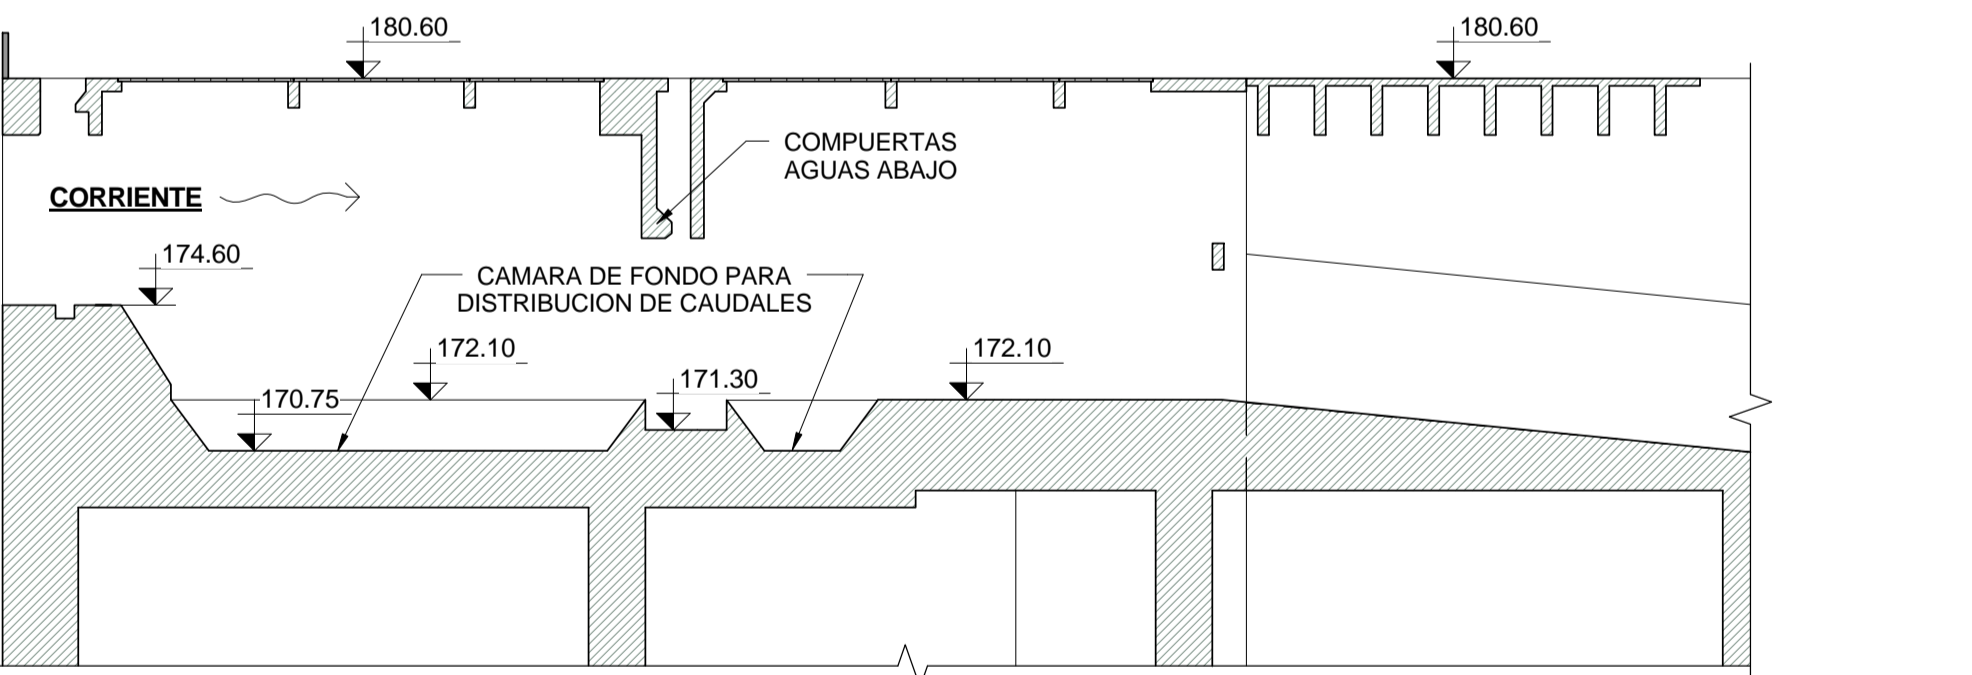 180.60
180.60
COMPUERTAS
AGUAS ABAJO
CORRIENTE
174.60
CAMARA DE FONDO PARA
DISTRIBUCION DE CAUDALES
172.10
172.10
171.30
170.75